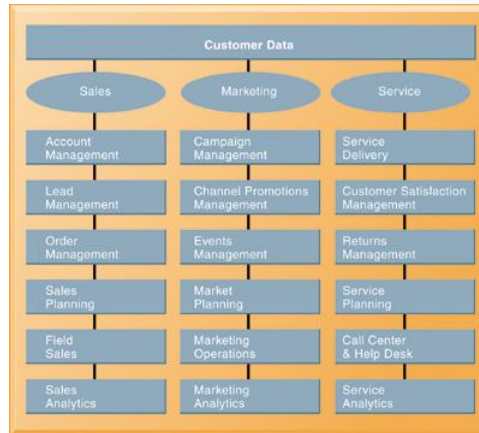 Customer Data
Sales
Marketing
Service
Account
Management
Campaign
Management
Service
Delivery
Lead
Management
Channel Promotions
Management
Customer Satisfaction
Management
Order
Management
Events
Management
Returns
Management
Sales
Planning
Market
Planning
Service
Planning
Field
Sales
Marketing
Operations
Call Center
& Help Desk
Sales
Analytics
Marketing
Analytics
Service
Analytics